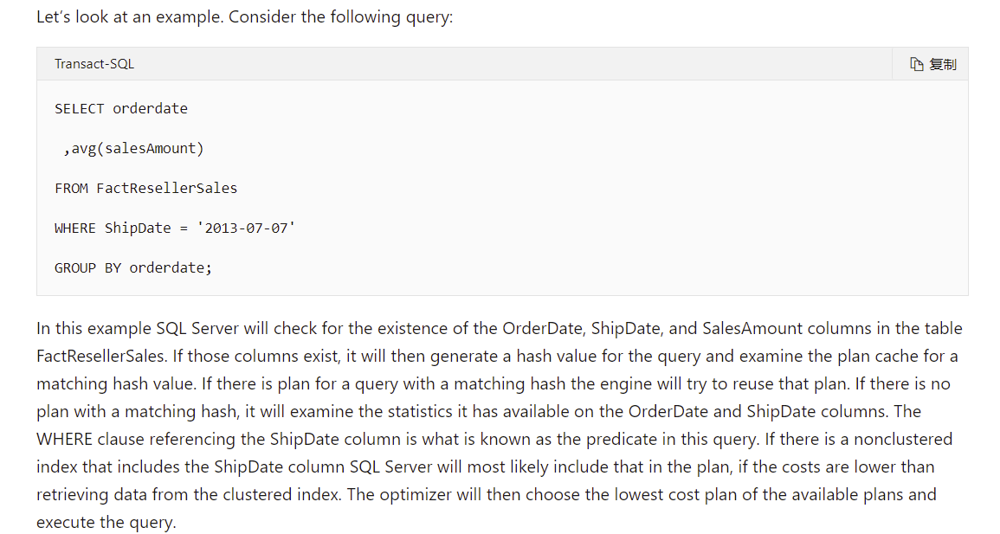 Let's look at an example. Consider the following query:
Transact-SQL
复制
SELECT orderdate
,avg(salesAmount)
FROM FactResellerSales
WHERE ShipDate = '2013-07-07'
GROUP BY orderdate;
In this example SQL Server will check for the existence of the OrderDate, ShipDate, and SalesAmount columns in the table
FactResellerSales. If those columns exist, it will then generate a hash value for the query and examine the plan cache for a
matching hash value. If there is plan for a query with a matching hash the engine will try to reuse that plan. If there is no
plan with a matching hash, it will examine the statistics it has available on the OrderDate and ShipDate columns. The
WHERE clause referencing the ShipDate column is what is known as the predicate in this query. If there is a nonclustered
index that includes the ShipDate column SQL Server will most likely include that in the plan, if the costs are lower than
retrieving data from the clustered index. The optimizer will then choose the lowest cost plan of the available plans and
execute the query.